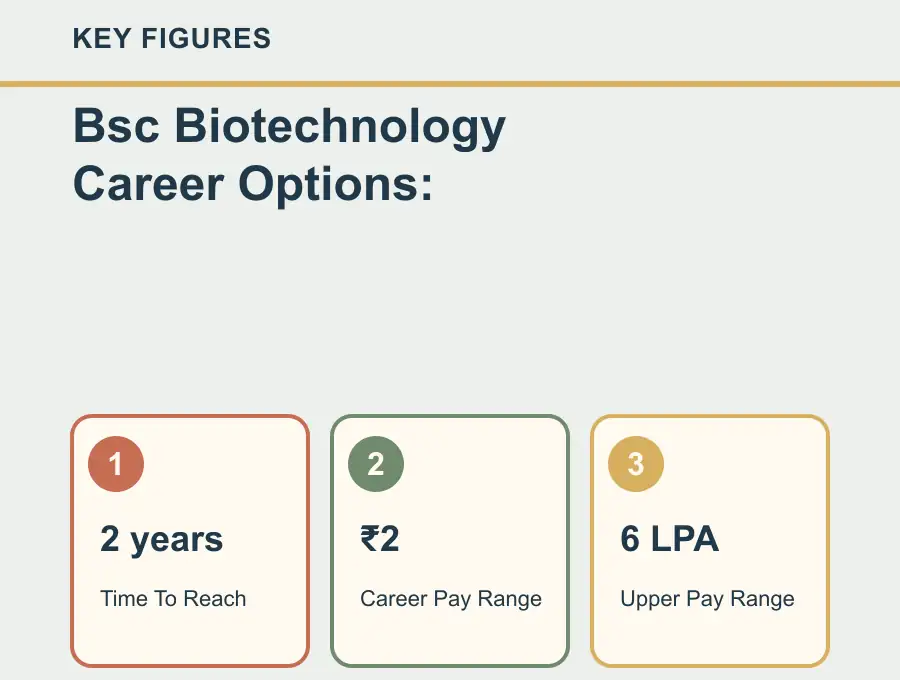 KEY FIGURES
Bsc Biotechnology
Career Options:
1
2 years
Time To Reach
2
₹2
Career Pay Range
3
6 LPA
Upper Pay Range